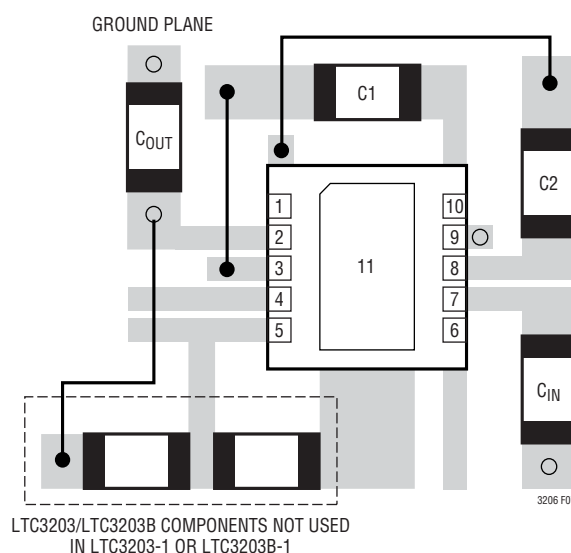 GROUND PLANE
C1
COUT
C2
1
10
2
9
3
11
8
4
7
5
6
CIN
3206 F0
LTC3203/LTC3203B COMPONENTS NOT USED
IN LTC3203-1 OR LTC3203B-1